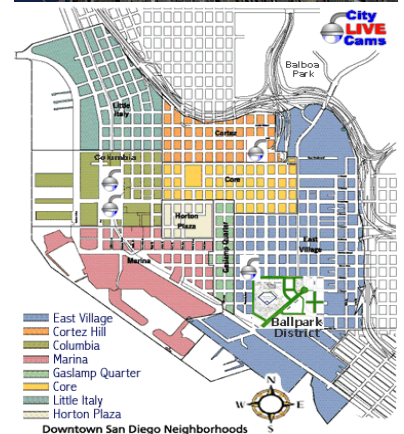 City
LIVE
Cams
Balboa
Park
Little
Italy
Cortez
Columbia
Core
Horton
Plaza
Gaslamp Quarter
East
Village
Marina
Ballpark
District
East Village
Cortez Hill
Columbia
Marina
Gaslamp Quarter
Core
Little Italy
Horton Plaza
N
W
E
S
Downtown San Diego Neighborhoods